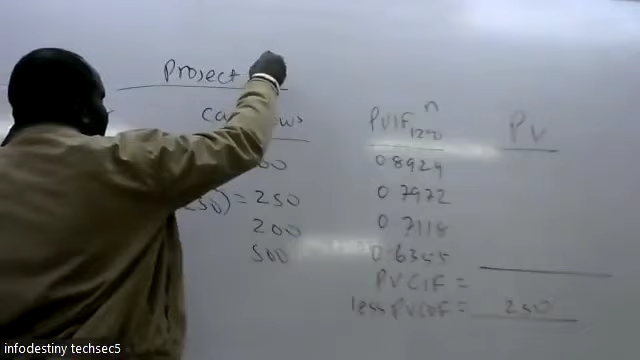 Project
PVIF 12% n
PV
0 8929
0 7972
= 250
0 7118
200
0 6355
500
PVCIF =
less PVCOF = 250
infodestiny techsec5